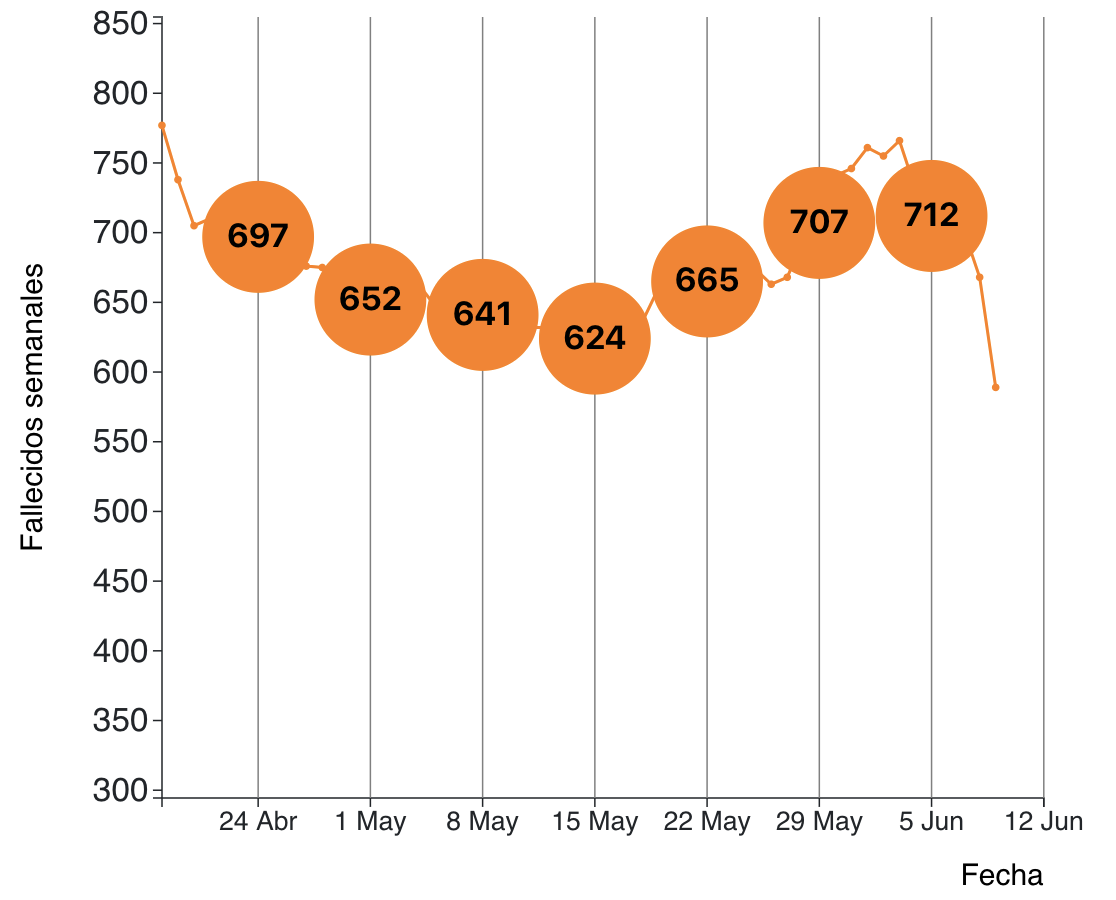 850
800
750
700
650
600
550
500
450
400
350
300
Fallecidos semanales
697
652
641
624
665
707
712
24 Abr
1 May
8 May
15 May
22 May
29 May
5 Jun
12 Jun
Fecha